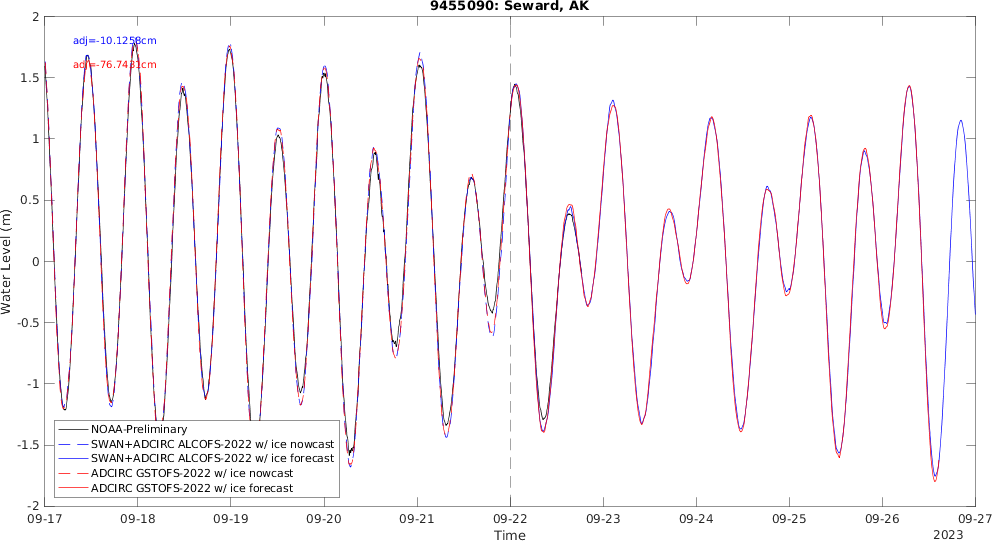 9455090: Seward, AK
adj=-10.1258cm
adj=-76.7431cm
2
1.5
1
0.5
0
-0.5
-1
-1.5
-2
Water Level (m)
NOAA-Preliminary
SWAN+ADCIRC ALCOFS-2022 w/ ice nowcast
SWAN+ADCIRC ALCOFS-2022 w/ ice forecast
ADCIRC GSTOFS-2022 w/ ice nowcast
ADCIRC GSTOFS-2022 w/ ice forecast
09-17 09-18 09-19 09-20 09-21 09-22 09-23 09-24 09-25 09-26 09-27
Time
2023